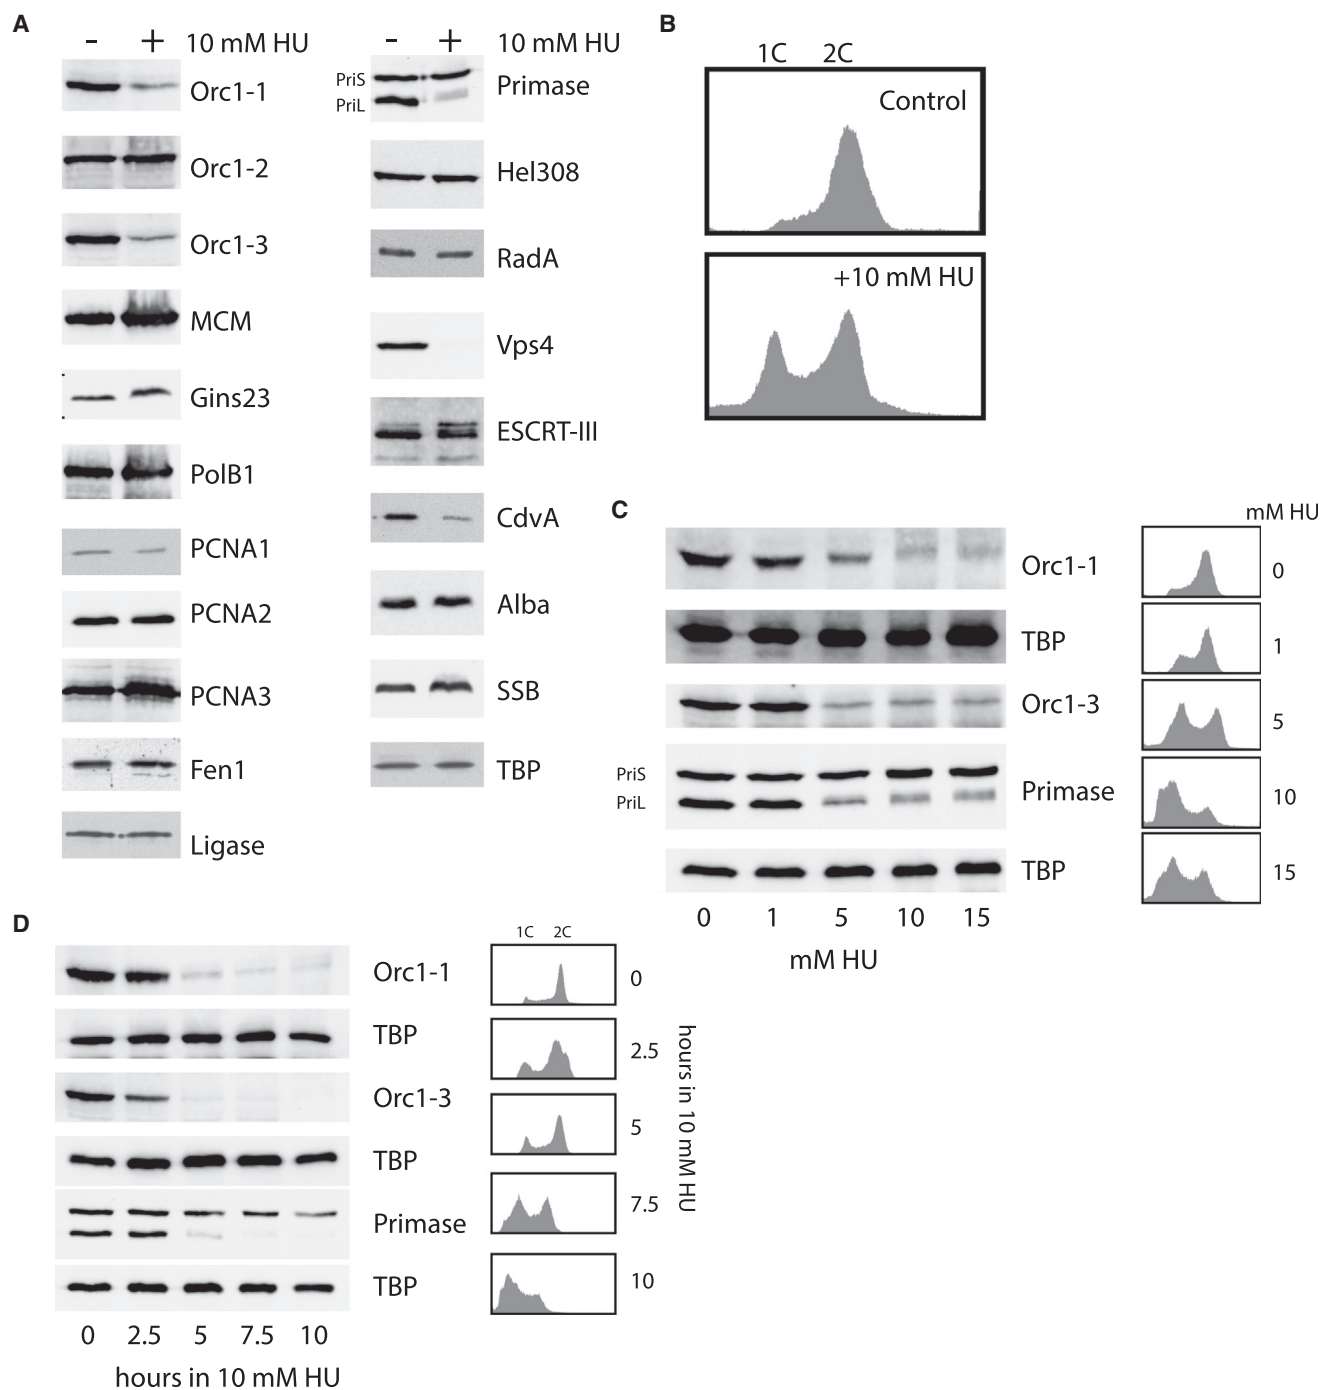 A
- + 10 mM HU
Orc1-1
Orc1-2
Orc1-3
MCM
Gins23
PolB1
PCNA1
PCNA2
PCNA3
Fen1
Ligase
- + 10 mM HU
PriS
PriL
Primase
Hel308
RadA
Vps4
ESCRT-III
CdvA
Alba
SSB
TBP
B
1C 2C
Control
+10 mM HU
C
Orc1-1
TBP
Orc1-3
PriS
PriL
Primase
TBP
0 1 5 10 15
mM HU
mM HU
0
1
5
10
15
D
Orc1-1
TBP
Orc1-3
TBP
Primase
TBP
0 2.5 5 7.5 10
hours in 10 mM HU
1C 2C
0
2.5
5
7.5
10
hours in 10 mM HU